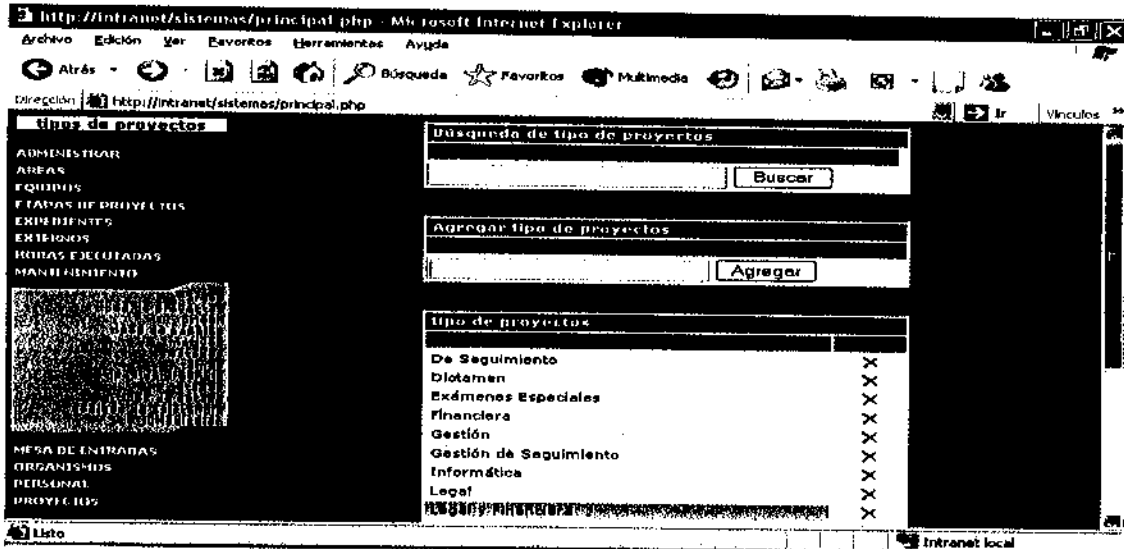 http://intranet/sistemas/principal.php - Microsoft Internet Explorer
Archivo Edición Ver Favoritos Herramientas Ayuda
Atrás Búsqueda Favoritos Multimedia
Dirección http://intranet/sistemas/principal.php Ir Vínculos »
tipos de proyectos
ADMINISTRAR
AREAS
EQUIPOS
ETAPAS DE PROYECTOS
EXPEDIENTES
EXTERNOS
HORAS EJECUTADAS
MANTENIMIENTO
MESA DE ENTRADAS
ORGANISMOS
PERSONAL
PROYECTOS
Búsqueda de tipo de proyectos
Buscar
Agregar tipo de proyectos
Agregar
tipo de proyectos
De Seguimiento
Dictamen
Exámenes Especiales
Financiera
Gestión
Gestión de Seguimiento
Informática
Legal
Legal y Financiera
Listo
Intranet local